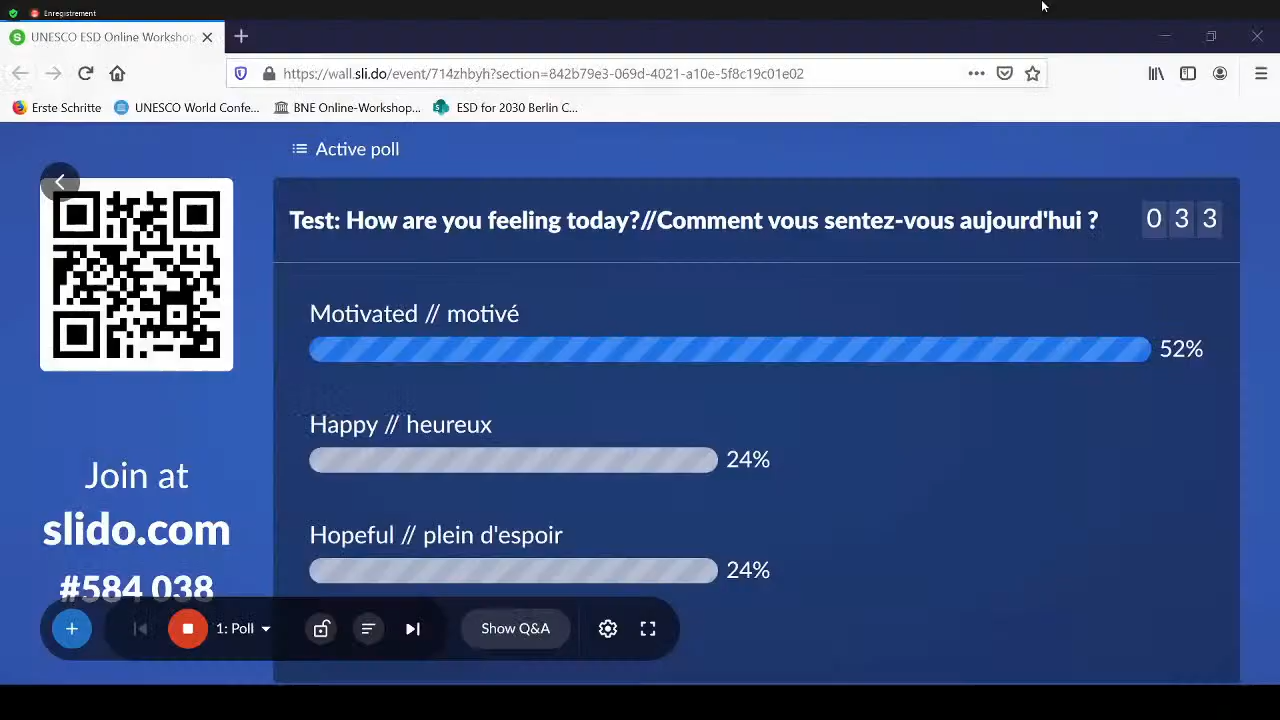 Enregistrement
UNESCO ESD Online Workshop
https://wall.sli.do/event/714zhbyh?section=842b79e3-069d-4021-a10e-5f8c19c01e02
Erste Schritte UNESCO World Confe... BNE Online-Workshop... ESD for 2030 Berlin C...
Active poll
Test: How are you feeling today?//Comment vous sentez-vous aujourd'hui ? 033
Motivated // motivé
52%
Happy // heureux
24%
Hopeful // plein d'espoir
24%
Join at
slido.com
#584 038
1: Poll
Show Q&A